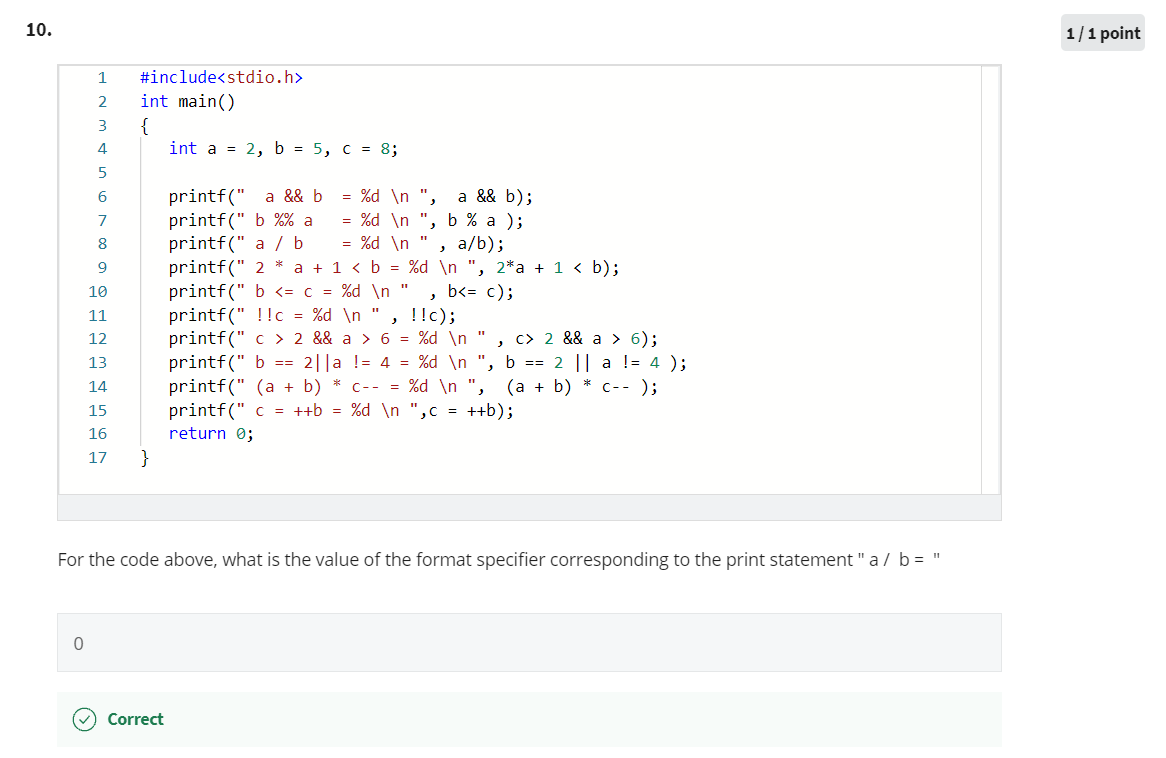 10.
1 / 1 point
1 #include<stdio.h>
2 int main()
3 {
4 int a = 2, b = 5, c = 8;
5
6 printf("  a && b  = %d \n ",  a && b);
7 printf(" b %% a   = %d \n ", b % a );
8 printf(" a / b    = %d \n " , a/b);
9 printf(" 2 * a + 1 < b = %d \n ", 2*a + 1 < b);
10 printf(" b <= c = %d \n "  , b<= c);
11 printf(" !!c = %d \n " , !!c);
12 printf(" c > 2 && a > 6 = %d \n " , c> 2 && a > 6);
13 printf(" b == 2||a != 4 = %d \n ", b == 2 || a != 4 );
14 printf(" (a + b) * c-- = %d \n ",  (a + b) * c-- );
15 printf(" c = ++b = %d \n ",c = ++b);
16 return 0;
17 }
For the code above, what is the value of the format specifier corresponding to the print statement " a /  b =  "
0
Correct